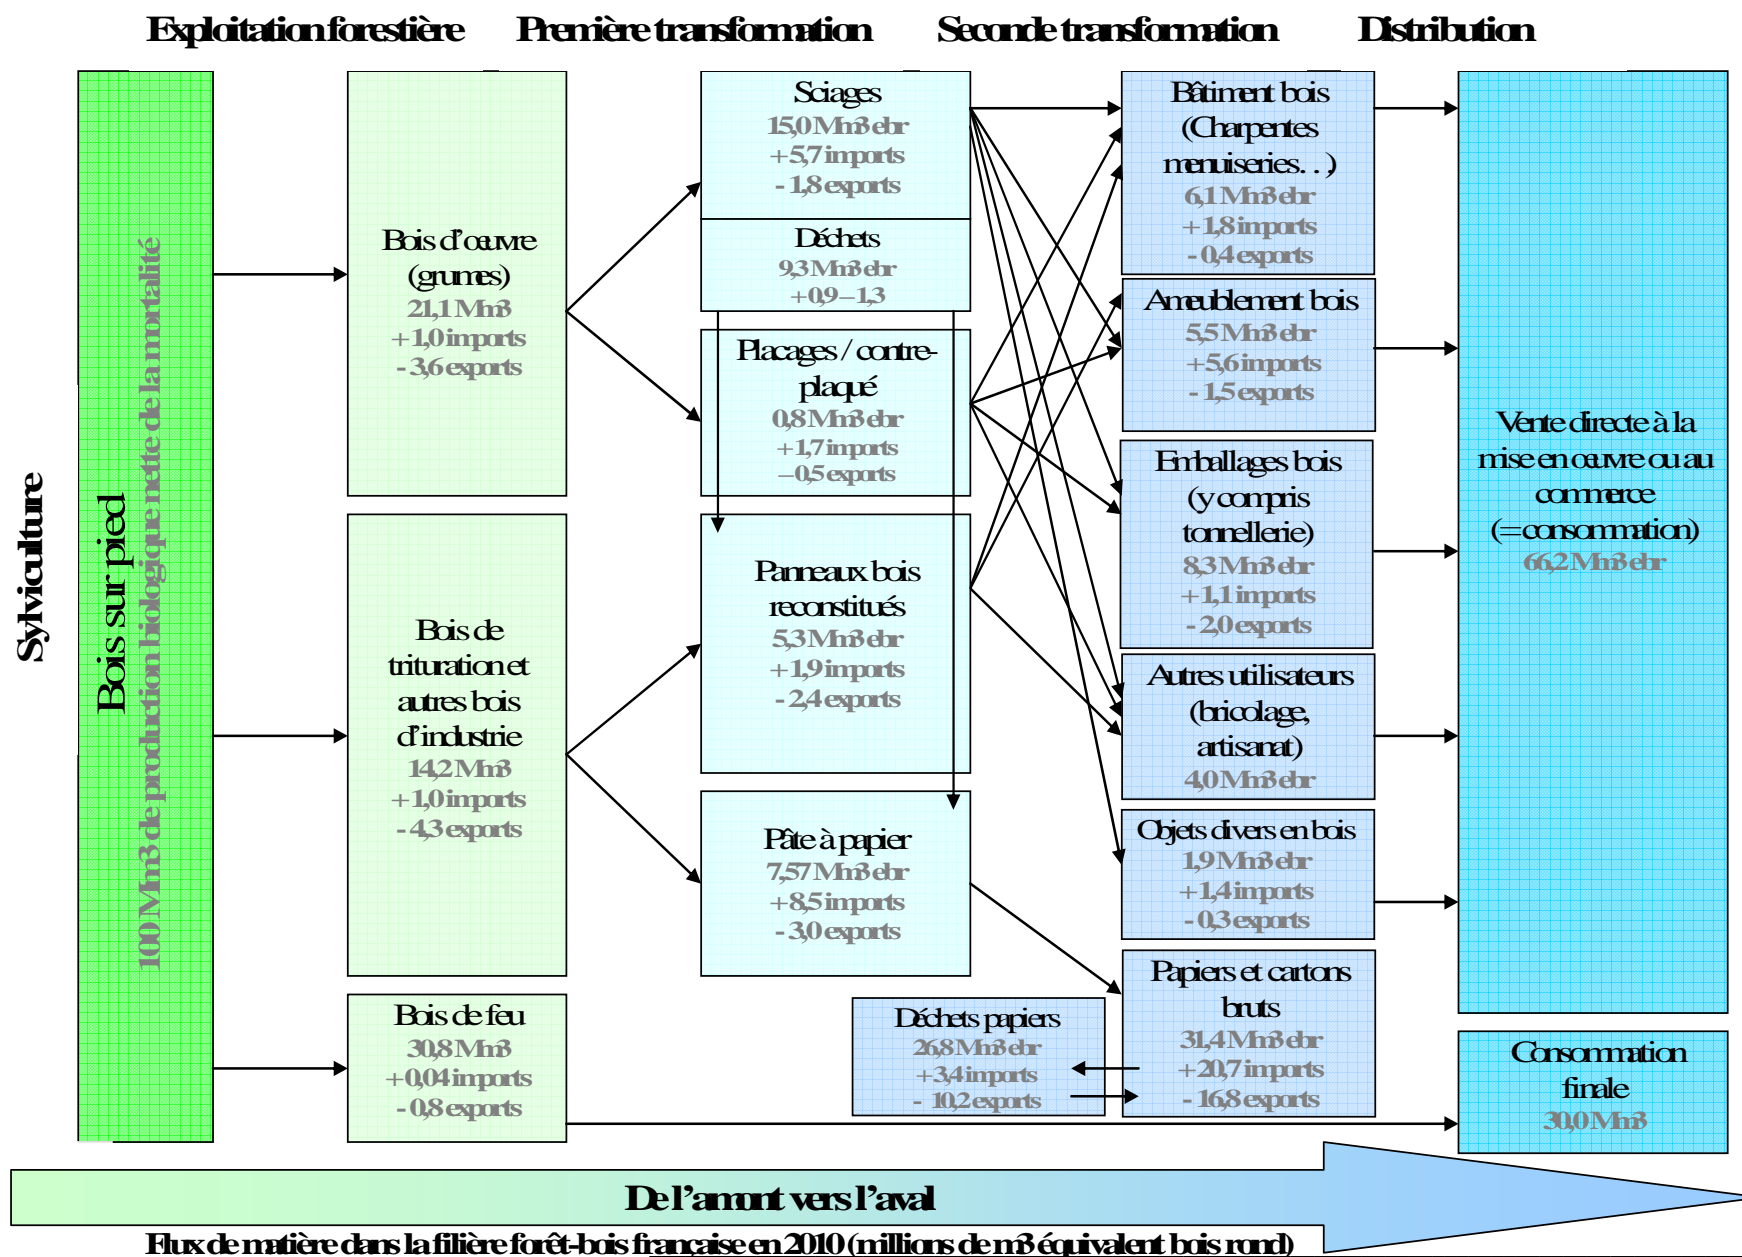 Exploitation forestière
Première transformation
Seconde transformation
Distribution
Sylviculture
Bois sur pied
100 Mm3 de production biologique nette de la mortalité
Bois d’œuvre
(grumes)
21,1 Mm3
+ 1,0 imports
- 3,6 exports
Bois de
trituration et
autres bois
d’industrie
14,2 Mm3
+ 1,0 imports
- 4,3 exports
Bois de feu
30,8 Mm3
+ 0,04 imports
- 0,8 exports
Sciages
15,0 Mm3 ebr
+ 5,7 imports
- 1,8 exports
Déchets
9,3 Mm3 ebr
+ 0,9 – 1,3
Placages / contre-
plaqué
0,8 Mm3 ebr
+ 1,7 imports
– 0,5 exports
Panneaux bois
reconstitués
5,3 Mm3 ebr
+ 1,9 imports
- 2,4 exports
Pâte à papier
7,57 Mm3 ebr
+ 8,5 imports
- 3,0 exports
Déchets papiers
26,8 Mm3 ebr
+ 3,4 imports
- 10,2 exports
Bâtiment bois
(Charpentes
menuiseries…)
6,1 Mm3 ebr
+ 1,8 imports
- 0,4 exports
Ameublement bois
5,5 Mm3 ebr
+ 5,6 imports
- 1,5 exports
Emballages bois
(y compris
tonnellerie)
8,3 Mm3 ebr
+ 1,1 imports
- 2,0 exports
Autres utilisateurs
(bricolage,
artisanat)
4,0 Mm3 ebr
Objets divers en bois
1,9 Mm3 ebr
+ 1,4 imports
- 0,3 exports
Papiers et cartons
bruts
31,4 Mm3 ebr
+ 20,7 imports
- 16,8 exports
Vente directe à la
mise en œuvre ou au
commerce
(= consommation)
66,2 Mm3 ebr
Consommation
finale
30,0 Mm3
De l’amont vers l’aval
Flux de matière dans la filière forêt-bois française en 2010 (millions de m3 équivalent bois rond)